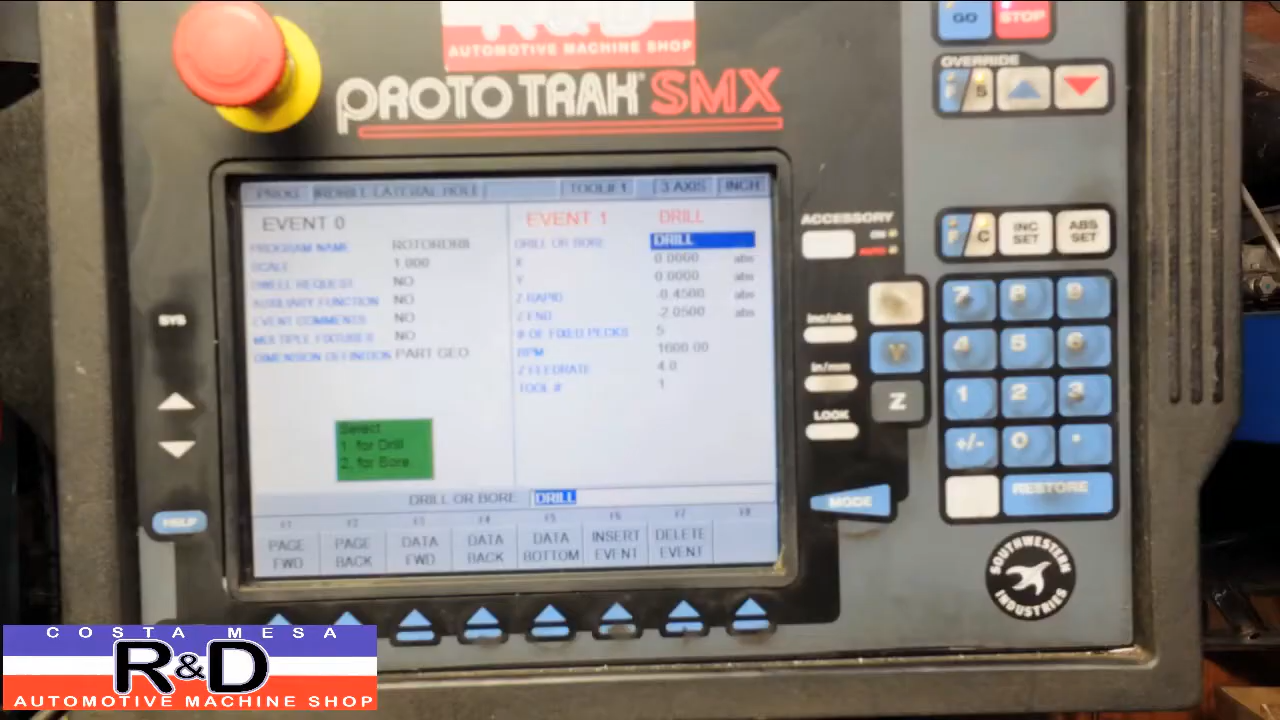 R&D
AUTOMOTIVE MACHINE SHOP
PROTO TRAK SMX
GO STOP
OVERRIDE
F/S
PROG TOOL# 1 3 AXIS INCH
EVENT 0
PROGRAM NAME ROTORDRIl
SCALE 1.000
DWELL REQUEST NO
AUXILIARY FUNCTION NO
EVENT COMMENTS NO
MULTIPLE FIXTURES NO
DIMENSION DEFINITION PART GEO
EVENT 1 DRILL
DRILL OR BORE DRILL
X 0.0000 abs
Y 0.0000 abs
Z RAPID -0.4500 abs
Z END -2.0500 abs
# OF FIXED PECKS 5
RPM 1600.00
Z FEEDRATE 4.0
TOOL # 1
Select
1, for Drill
2, for Bore.
DRILL OR BORE DRILL
F1 F2 F3 F4 F5 F6 F7 F8
PAGE FWD
PAGE BACK
DATA FWD
DATA BACK
DATA BOTTOM
INSERT EVENT
DELETE EVENT
SYS
HELP
ACCESSORY
ON
AUTO
inc/abs
in/mm
LOOK
MODE
Y
Z
C
INC SET
ABS SET
7 8 9
4 5 6
1 2 3
+/- 0 .
RESTORE
SOUTHWESTERN
INDUSTRIES
COSTA MESA
R&D
AUTOMOTIVE MACHINE SHOP